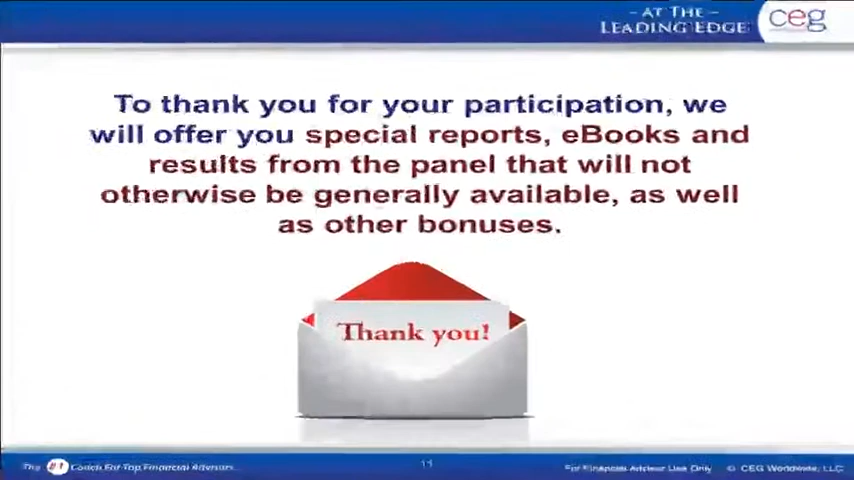 – AT THE –
LEADING EDGE
ceg
To thank you for your participation, we
will offer you special reports, eBooks and
results from the panel that will not
otherwise be generally available, as well
as other bonuses.
Thank you!
The #1 Coach For Top Financial Advisors
11
For Financial Advisor Use Only © CEG Worldwide, LLC